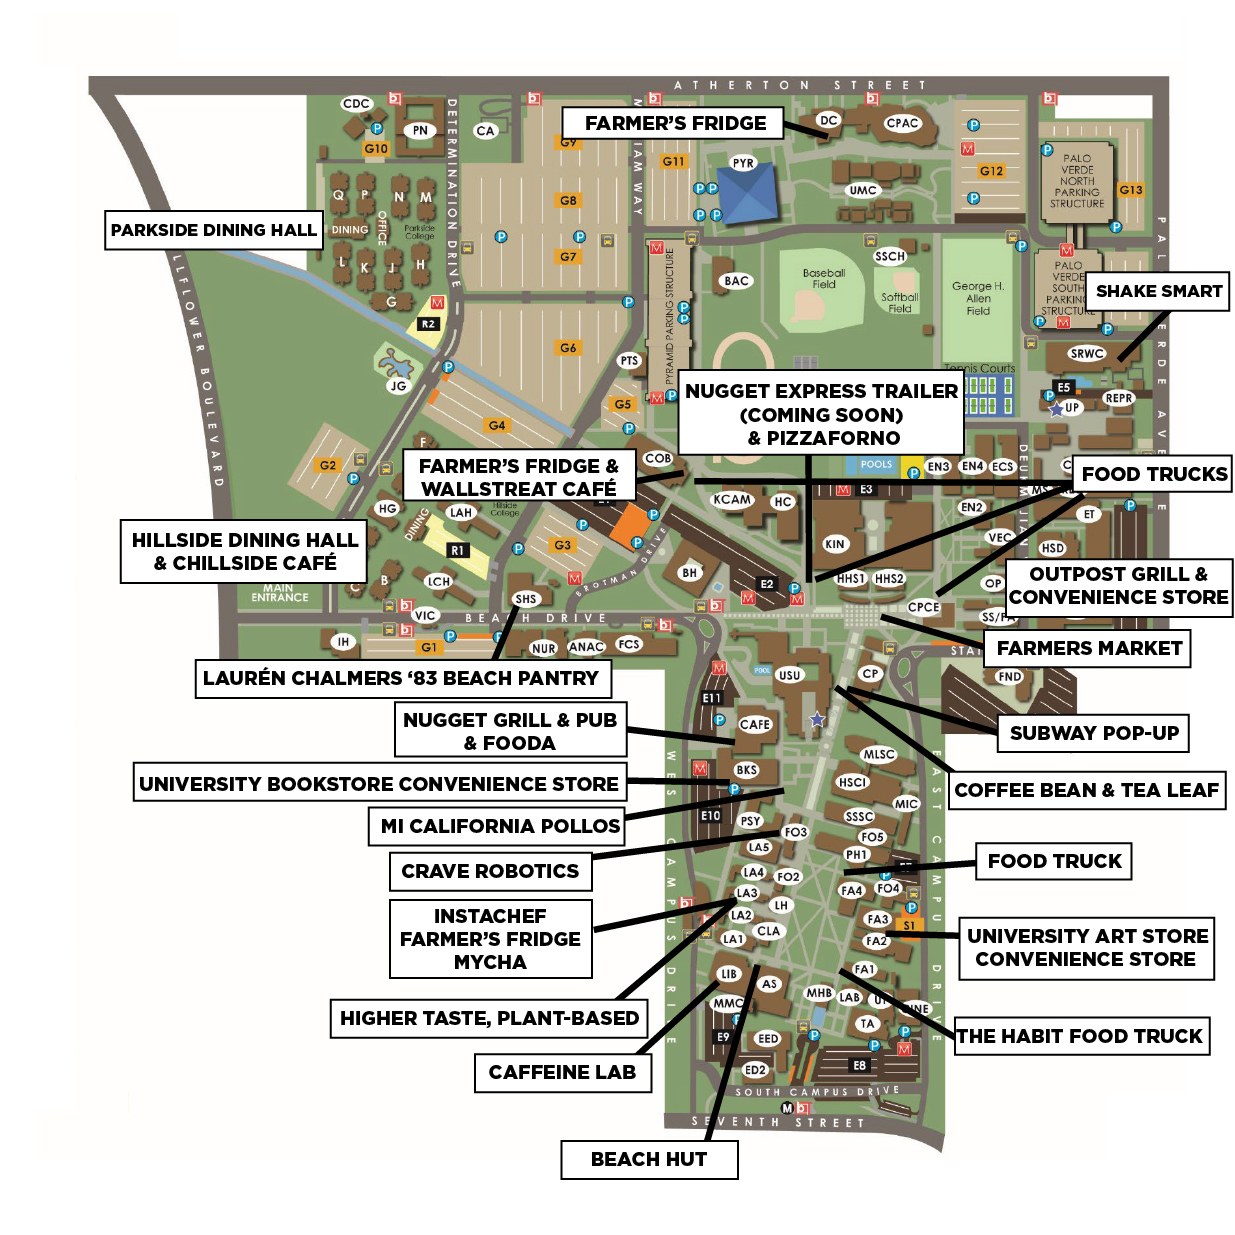 ATHERTON STREET
CDC
PN
CA
DETERMINATION DRIVE
G10
G9
FARMER'S FRIDGE
DC
CPAC
G11
PYR
UMC
G12
PALO
VERDE
NORTH
PARKING
STRUCTURE
G13
Q
P
N
M
OFFICE
DINING
Parkside
College
PARKSIDE DINING HALL
L
K
J
H
G
G8
G7
R2
JG
G6
PYRAMID PARKING STRUCTURE
BAC
Baseball
Field
SSCH
Softball
Field
George H.
Allen
Field
PALO
VERDE
SOUTH
PARKING
STRUCTURE
SHAKE SMART
SRWC
Tennis Courts
E5
UP
REPR
PTS
G5
G4
G2
F
NUGGET EXPRESS TRAILER
(COMING SOON)
& PIZZAFORNO
COB
FARMER'S FRIDGE &
WALLSTREAT CAFÉ
POOLS
EN3
EN4
ECS
E3
FOOD TRUCKS
KCAM
HC
EN2
ET
HG
LAH
DINING
Hillside
College
HILLSIDE DINING HALL
& CHILLSIDE CAFÉ
R1
G3
BROTMAN DRIVE
KIN
VEC
HSD
C
B
LCH
SHS
BH
E2
HHS1
HHS2
OP
OUTPOST GRILL &
CONVENIENCE STORE
MAIN
ENTRANCE
VIC
BEACH DRIVE
CPCE
FARMERS MARKET
IH
G1
NUR
ANAC
FCS
LAURÉN CHALMERS '83 BEACH PANTRY
POOL
USU
CP
FND
E11
NUGGET GRILL & PUB
& FOODA
CAFE
SUBWAY POP-UP
MLSC
UNIVERSITY BOOKSTORE CONVENIENCE STORE
BKS
HSCI
COFFEE BEAN & TEA LEAF
MIC
MI CALIFORNIA POLLOS
E10
PSY
FO3
SSSC
FO5
LA5
PH1
CRAVE ROBOTICS
FOOD TRUCK
LA4
FO2
FA4
FO4
LA3
LH
INSTACHEF
FARMER'S FRIDGE
MYCHA
LA2
CLA
LA1
FA3
S1
FA2
UNIVERSITY ART STORE
CONVENIENCE STORE
LIB
AS
FA1
MMC
MHB
LAB
HIGHER TASTE, PLANT-BASED
TA
THE HABIT FOOD TRUCK
E9
EED
CAFFEINE LAB
ED2
E8
SOUTH CAMPUS DRIVE
SEVENTH STREET
BEACH HUT
WEST CAMPUS DRIVE
EAST CAMPUS DRIVE